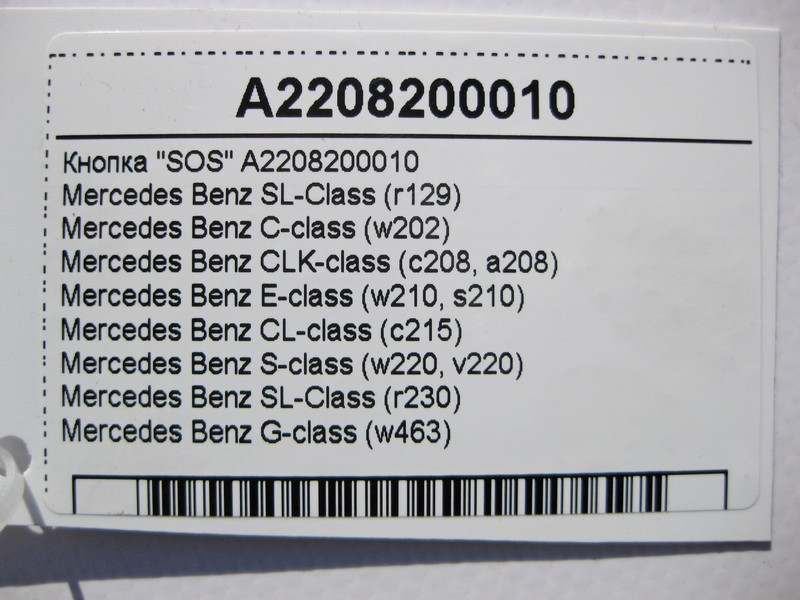 A2208200010
Кнопка "SOS" A2208200010
Mercedes Benz SL-Class (r129)
Mercedes Benz C-class (w202)
Mercedes Benz CLK-class (c208, a208)
Mercedes Benz E-class (w210, s210)
Mercedes Benz CL-class (c215)
Mercedes Benz S-class (w220, v220)
Mercedes Benz SL-Class (r230)
Mercedes Benz G-class (w463)